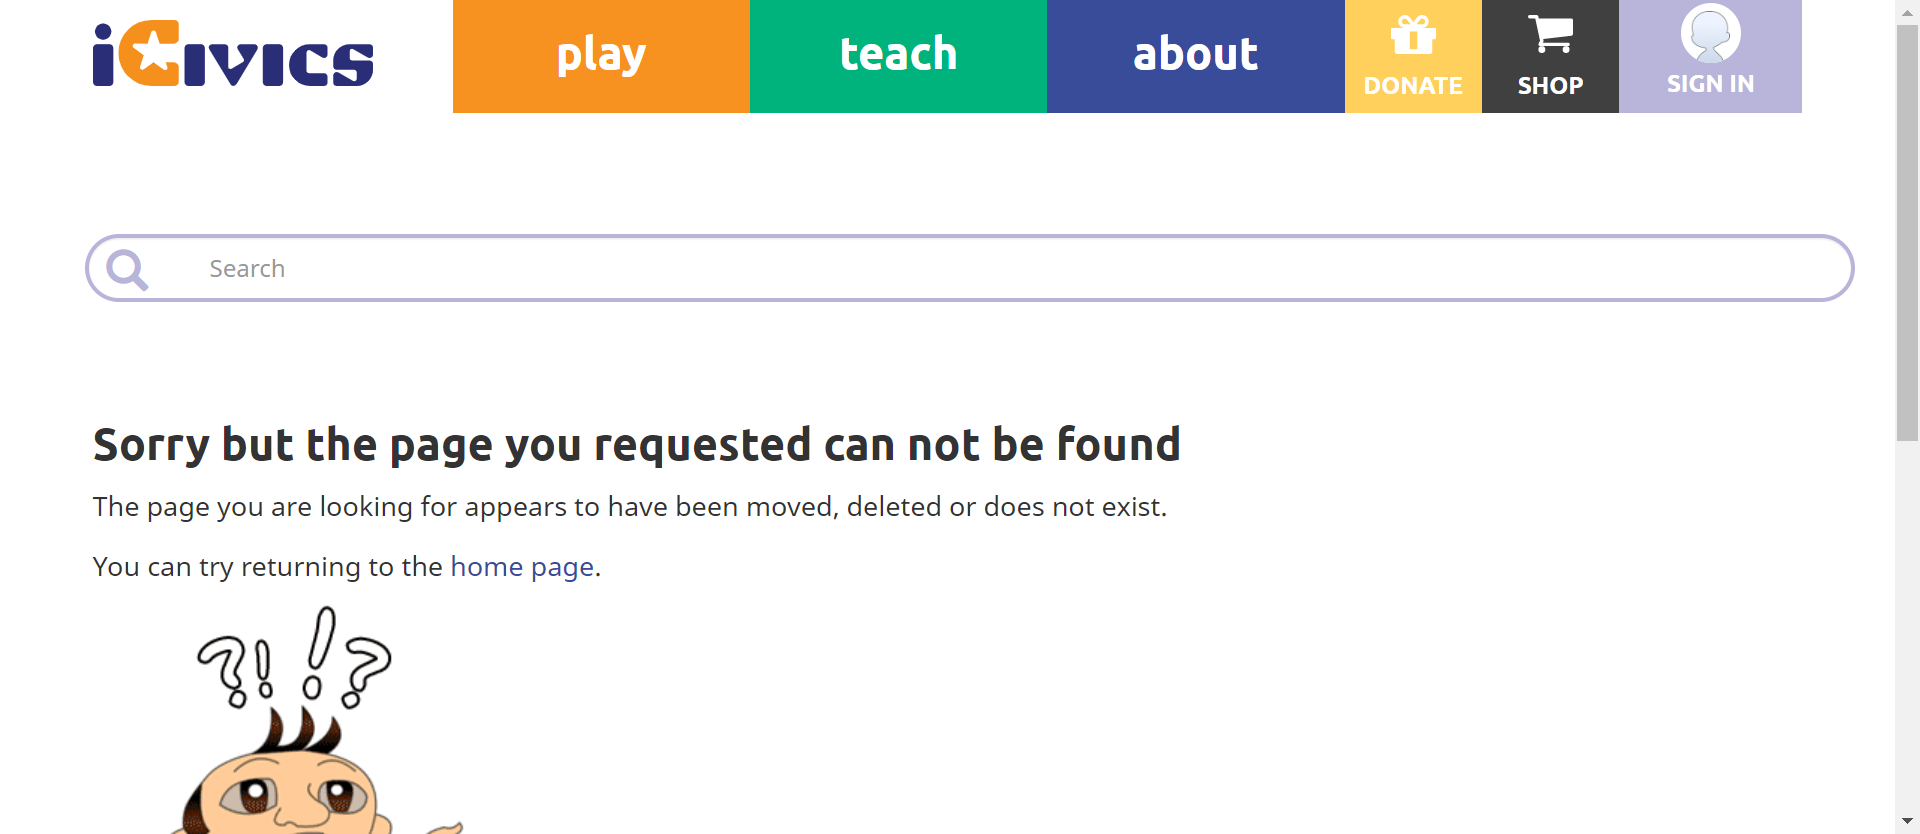 iCivics
play
teach
about
DONATE
SHOP
SIGN IN
Search
Sorry but the page you requested can not be found
The page you are looking for appears to have been moved, deleted or does not exist.
You can try returning to the home page.
?! !?